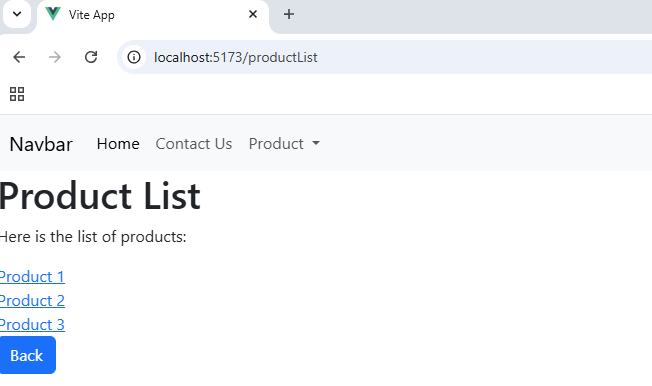 Vite App
localhost:5173/productList
Navbar Home Contact Us Product
Product List
Here is the list of products:
Product 1
Product 2
Product 3
Back